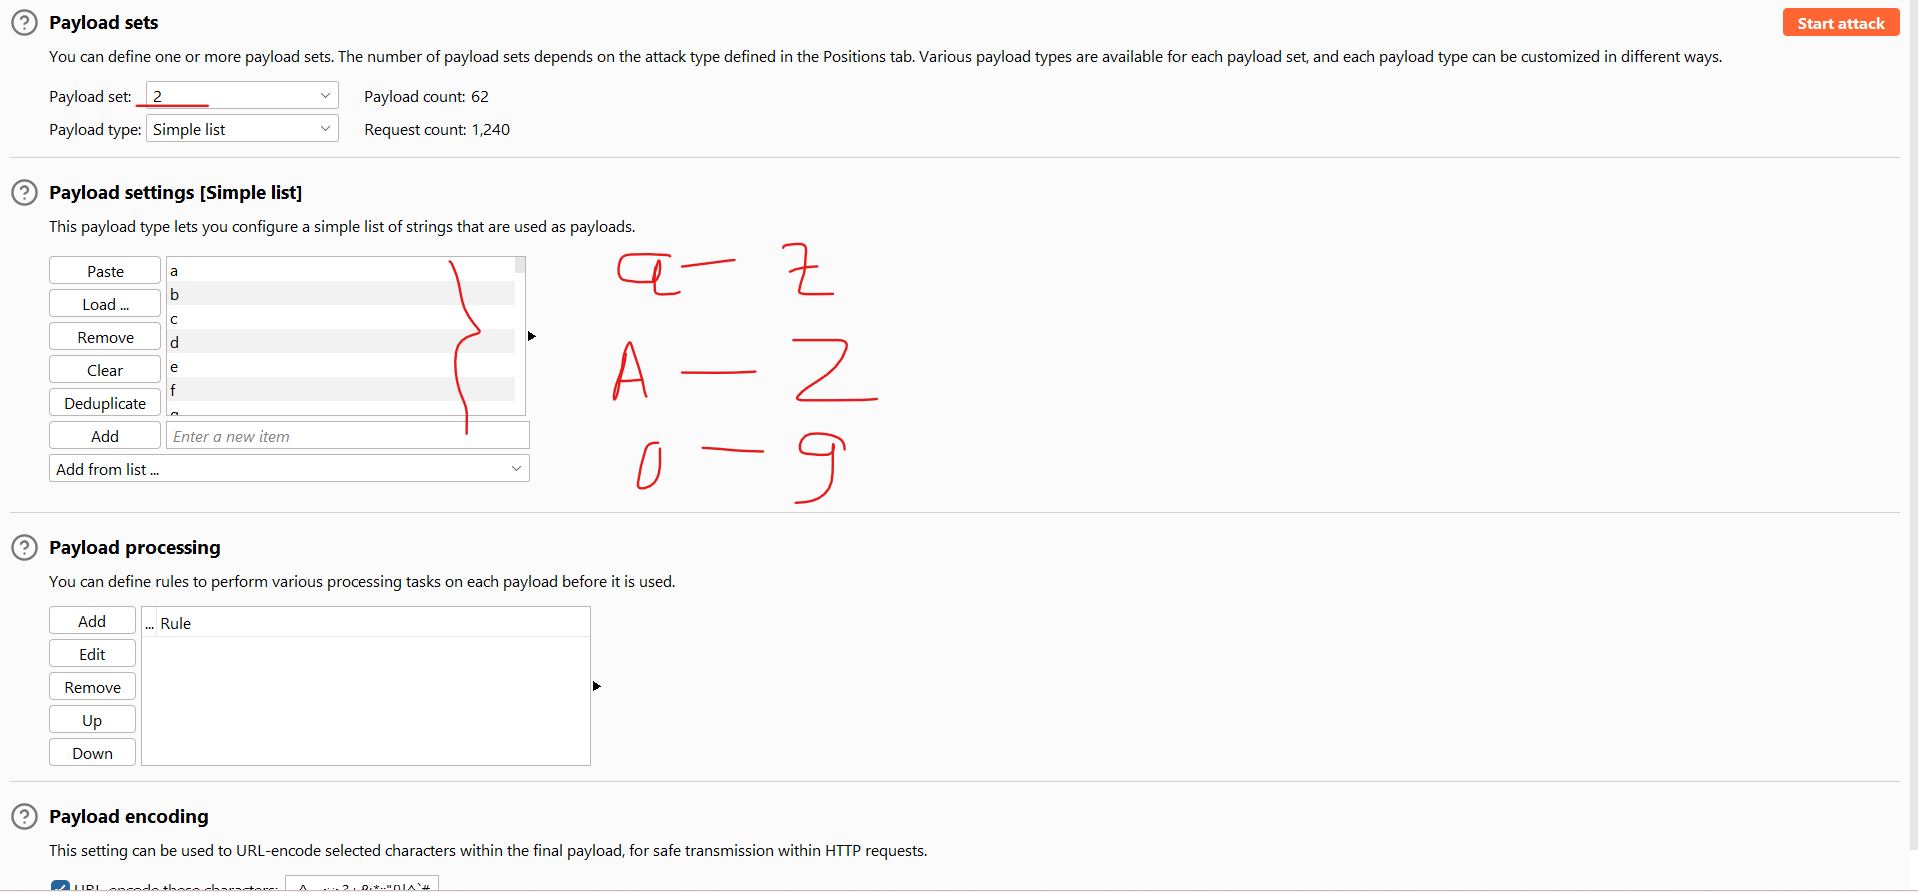 Payload sets
Start attack
You can define one or more payload sets. The number of payload sets depends on the attack type defined in the Positions tab. Various payload types are available for each payload set, and each payload type can be customized in different ways.
Payload set: 2 Payload count: 62
Payload type: Simple list Request count: 1,240
Payload settings [Simple list]
This payload type lets you configure a simple list of strings that are used as payloads.
Paste
Load ...
Remove
Clear
Deduplicate
a
b
c
d
e
f
Add Enter a new item
Add from list ...
a — z
A — Z
0 — 9
Payload processing
You can define rules to perform various processing tasks on each payload before it is used.
Add
Edit
Remove
Up
Down
... Rule
Payload encoding
This setting can be used to URL-encode selected characters within the final payload, for safe transmission within HTTP requests.
URL-encode these characters: